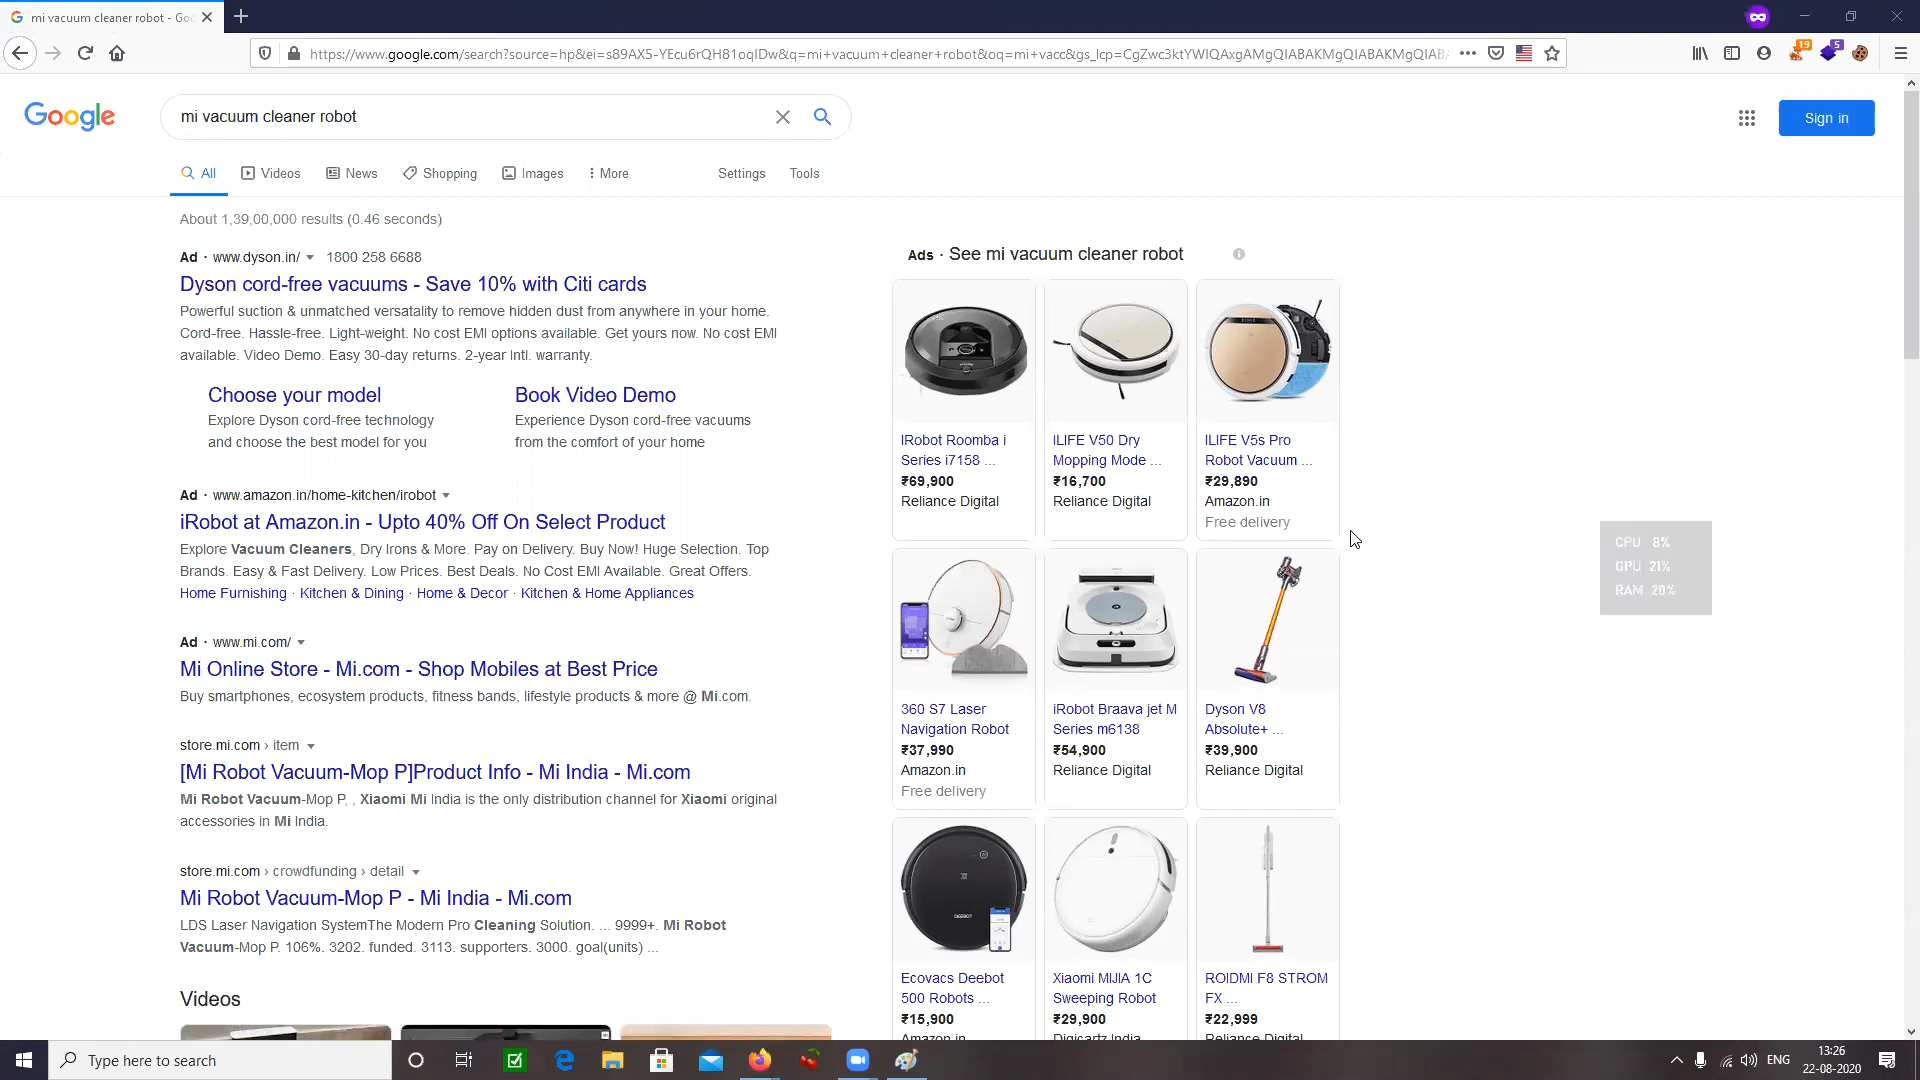 mi vacuum cleaner robot - Goo
https://www.google.com/search?source=hp&ei=s89AX5-YEcu6rQH81oqIDw&q=mi+vacuum+cleaner+robot&oq=mi+vacc&gs_lcp=CgZwc3ktYWIQAxgAMgQIABAKMgQIABAKMgQIABAKMgQIABA
19
5
Google
mi vacuum cleaner robot
Sign in
All
Videos
News
Shopping
Images
More
Settings
Tools
About 1,39,00,000 results (0.46 seconds)
Ad · www.dyson.in/ 1800 258 6688
Dyson cord-free vacuums - Save 10% with Citi cards
Powerful suction & unmatched versatality to remove hidden dust from anywhere in your home.
Cord-free. Hassle-free. Light-weight. No cost EMI options available. Get yours now. No cost EMI
available. Video Demo. Easy 30-day returns. 2-year Intl. warranty.
Choose your model
Explore Dyson cord-free technology
and choose the best model for you
Book Video Demo
Experience Dyson cord-free vacuums
from the comfort of your home
Ad · www.amazon.in/home-kitchen/irobot
iRobot at Amazon.in - Upto 40% Off On Select Product
Explore Vacuum Cleaners, Dry Irons & More. Pay on Delivery. Buy Now! Huge Selection. Top
Brands. Easy & Fast Delivery. Low Prices. Best Deals. No Cost EMI Available. Great Offers.
Home Furnishing · Kitchen & Dining · Home & Decor · Kitchen & Home Appliances
Ad · www.mi.com/
Mi Online Store - Mi.com - Shop Mobiles at Best Price
Buy smartphones, ecosystem products, fitness bands, lifestyle products & more @ Mi.com.
store.mi.com › item
[Mi Robot Vacuum-Mop P]Product Info - Mi India - Mi.com
Mi Robot Vacuum-Mop P, , Xiaomi Mi India is the only distribution channel for Xiaomi original
accessories in Mi India.
store.mi.com › crowdfunding › detail
Mi Robot Vacuum-Mop P - Mi India - Mi.com
LDS Laser Navigation SystemThe Modern Pro Cleaning Solution. ... 9999+. Mi Robot
Vacuum-Mop P. 106%. 3202. funded. 3113. supporters. 3000. goal(units) ...
Videos
Ads · See mi vacuum cleaner robot
IRobot Roomba i
Series i7158 ...
₹69,900
Reliance Digital
ILIFE V50 Dry
Mopping Mode ...
₹16,700
Reliance Digital
ILIFE V5s Pro
Robot Vacuum ...
₹29,890
Amazon.in
Free delivery
360 S7 Laser
Navigation Robot
₹37,990
Amazon.in
Free delivery
iRobot Braava jet M
Series m6138
₹54,900
Reliance Digital
Dyson V8
Absolute+ ...
₹39,900
Reliance Digital
Ecovacs Deebot
500 Robots ...
₹15,900
Amazon.in
Xiaomi MIJIA 1C
Sweeping Robot
₹29,900
Digicartz India
ROIDMI F8 STROM
FX ...
₹22,999
Reliance Digital
CPU 8%
GPU 21%
RAM 20%
Type here to search
ENG
13:26
22-08-2020